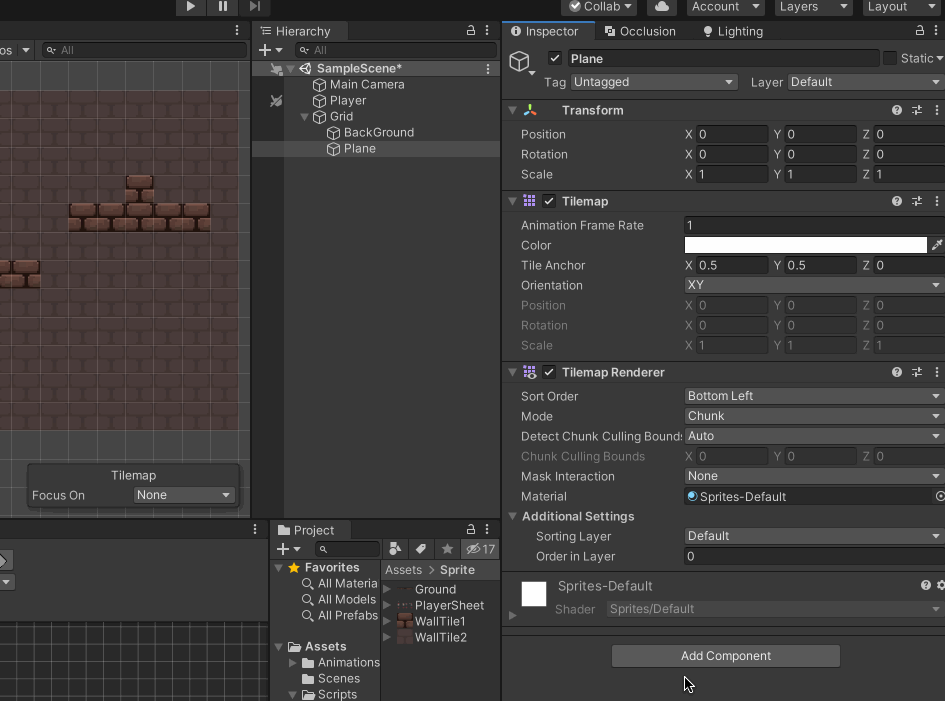 Collab
Account
Layers
Layout
os
All
Hierarchy
All
SampleScene*
Main Camera
Player
Grid
BackGround
Plane
Tilemap
Focus On None
Inspector
Occlusion
Lighting
Plane
Static
Tag Untagged Layer Default
Transform
Position X 0 Y 0 Z 0
Rotation X 0 Y 0 Z 0
Scale X 1 Y 1 Z 1
Tilemap
Animation Frame Rate 1
Color
Tile Anchor X 0.5 Y 0.5 Z 0
Orientation XY
Position X 0 Y 0 Z 0
Rotation X 0 Y 0 Z 0
Scale X 1 Y 1 Z 1
Tilemap Renderer
Sort Order Bottom Left
Mode Chunk
Detect Chunk Culling Bounds Auto
Chunk Culling Bounds X 0 Y 0 Z 0
Mask Interaction None
Material Sprites-Default
Additional Settings
Sorting Layer Default
Order in Layer 0
Sprites-Default
Shader Sprites/Default
Add Component
Project
17
Favorites
All Materia
All Models
All Prefabs
Assets
Animations
Scenes
Scripts
Assets > Sprite
Ground
PlayerSheet
WallTile1
WallTile2